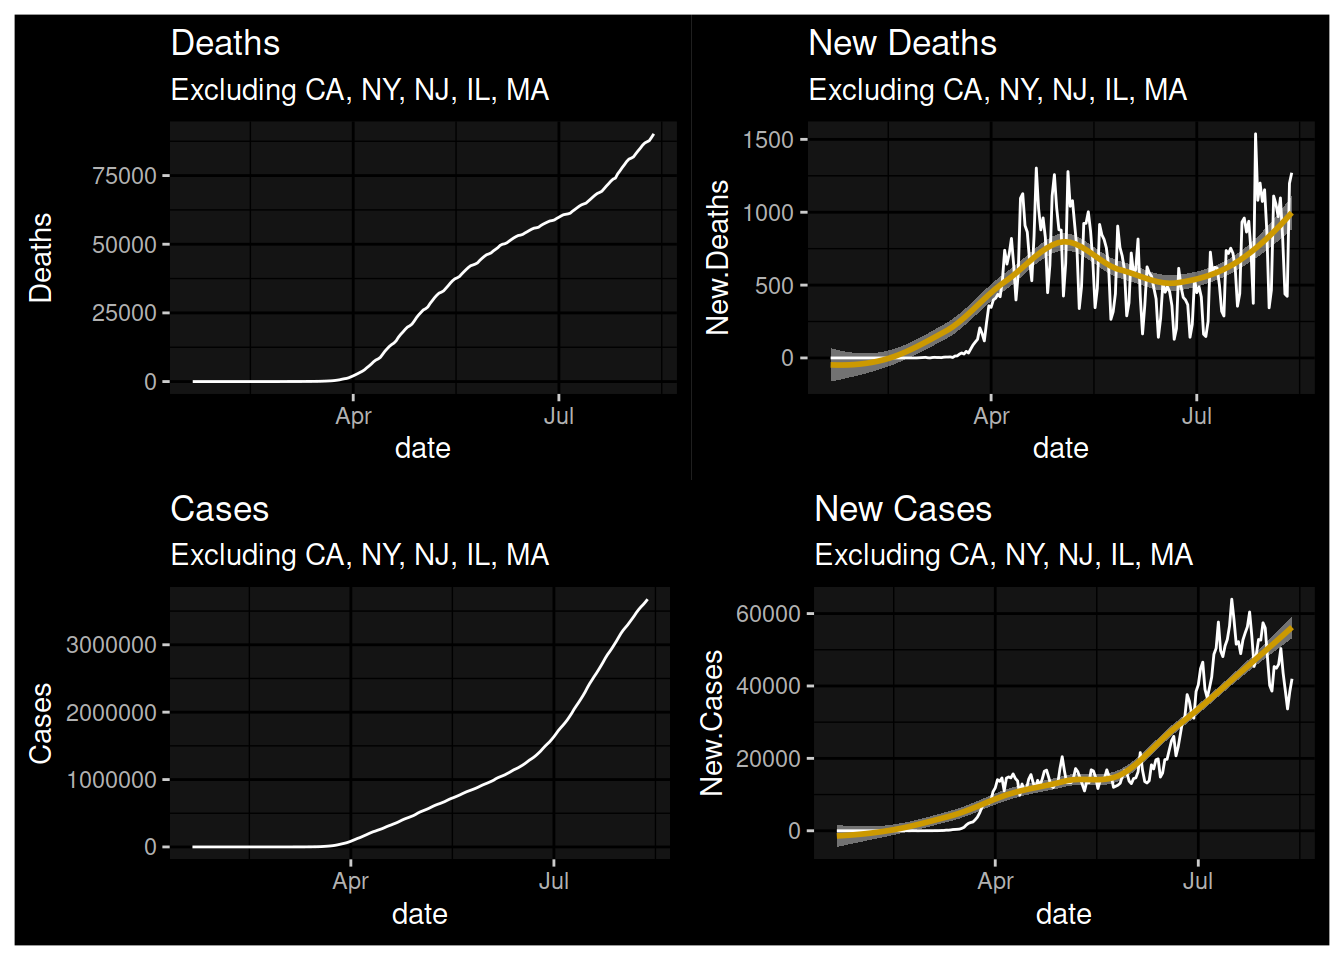 Deaths
Excluding CA, NY, NJ, IL, MA
Deaths
75000
50000
25000
0
Apr
Jul
date
New Deaths
Excluding CA, NY, NJ, IL, MA
New.Deaths
1500
1000
500
0
Apr
Jul
date
Cases
Excluding CA, NY, NJ, IL, MA
Cases
3000000
2000000
1000000
0
Apr
Jul
date
New Cases
Excluding CA, NY, NJ, IL, MA
New.Cases
60000
40000
20000
0
Apr
Jul
date